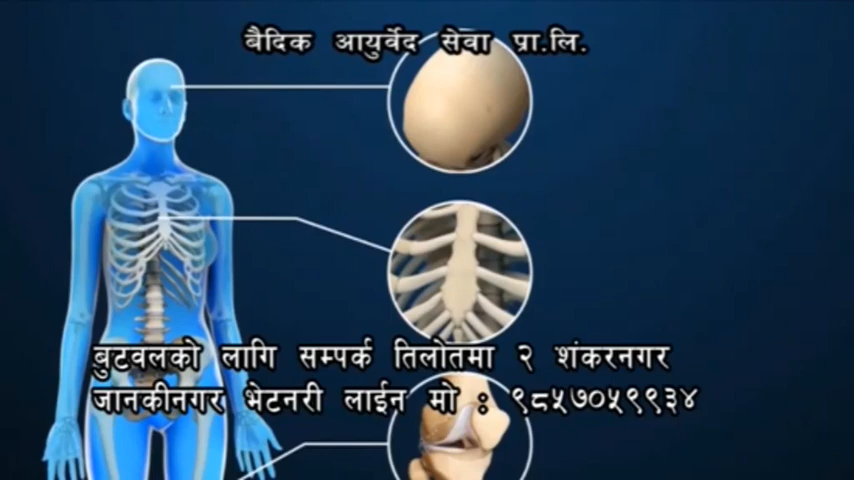 बैदिक आयुर्वेद सेवा प्रा.लि.
बुटवलको लागि सम्पर्क तिलोतमा २ शंकरनगर
जानकीनगर भेटनरी लाईन मो : ९८५७०५९९३४